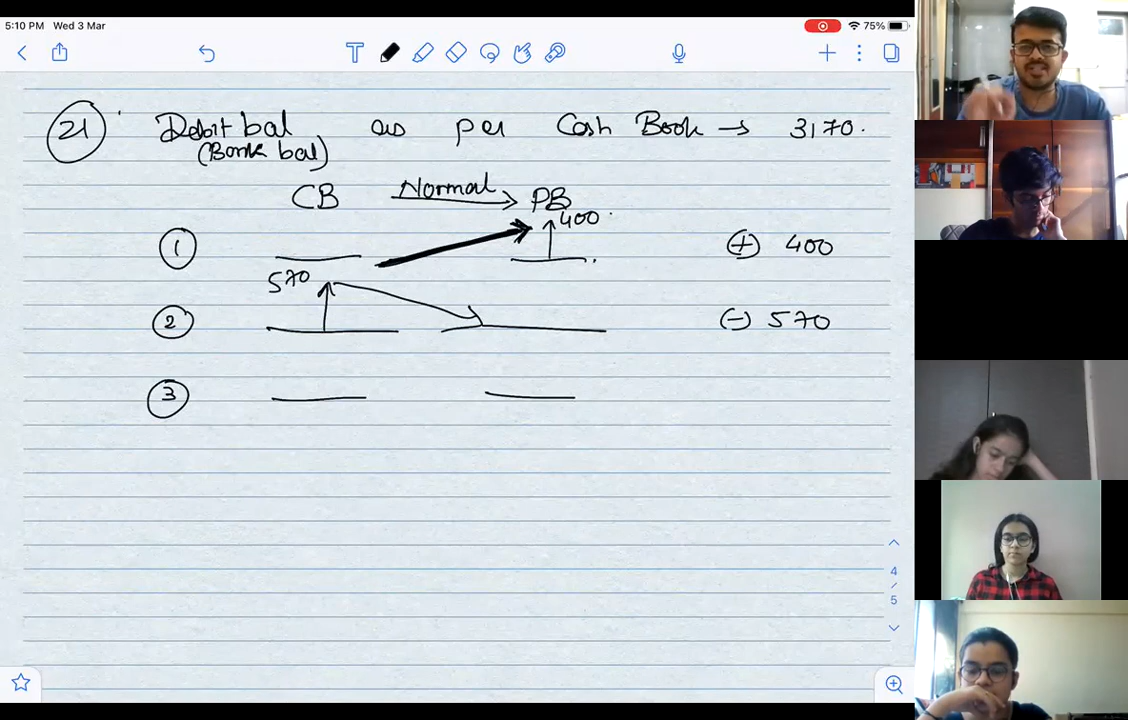 5:10 PM Wed 3 Mar
75%
T
21 Debit bal as per Cash Book → 3170.
(Bank bal)
CB Normal PB
400
1 (+) 400
570
2 (-) 570
3
4
/
5